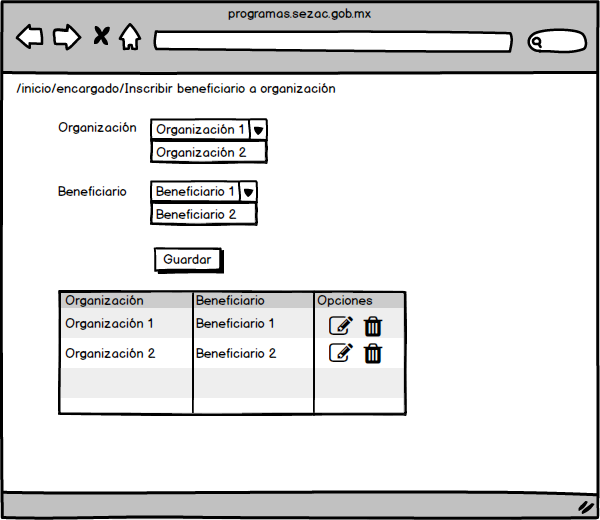 programas.sezac.gob.mx
/inicio/encargado/Inscribir beneficiario a organización
Organización Organización 1
Organización 2
Beneficiario Beneficiario 1
Beneficiario 2
Guardar
Organización Beneficiario Opciones
Organización 1 Beneficiario 1
Organización 2 Beneficiario 2